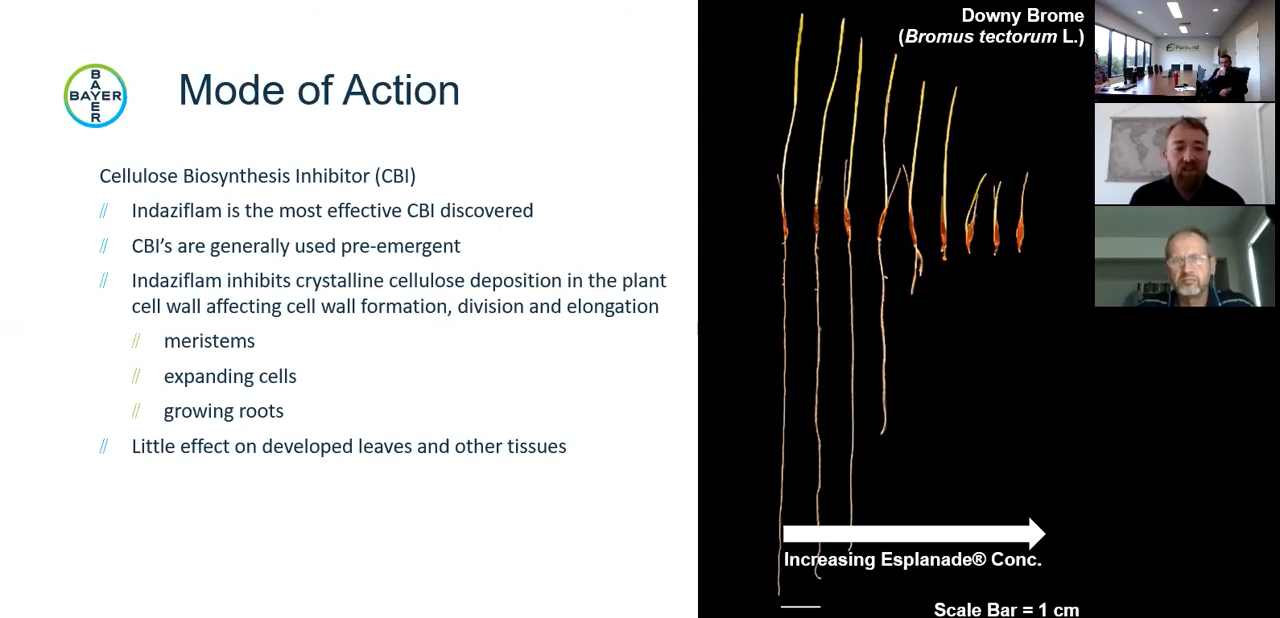 BAYER
BAYER
Mode of Action
Cellulose Biosynthesis Inhibitor (CBI)
// Indaziflam is the most effective CBI discovered
// CBI's are generally used pre-emergent
// Indaziflam inhibits crystalline cellulose deposition in the plant
cell wall affecting cell wall formation, division and elongation
// meristems
// expanding cells
// growing roots
// Little effect on developed leaves and other tissues
Downy Brome
(Bromus tectorum L.)
Increasing Esplanade® Conc.
Scale Bar = 1 cm